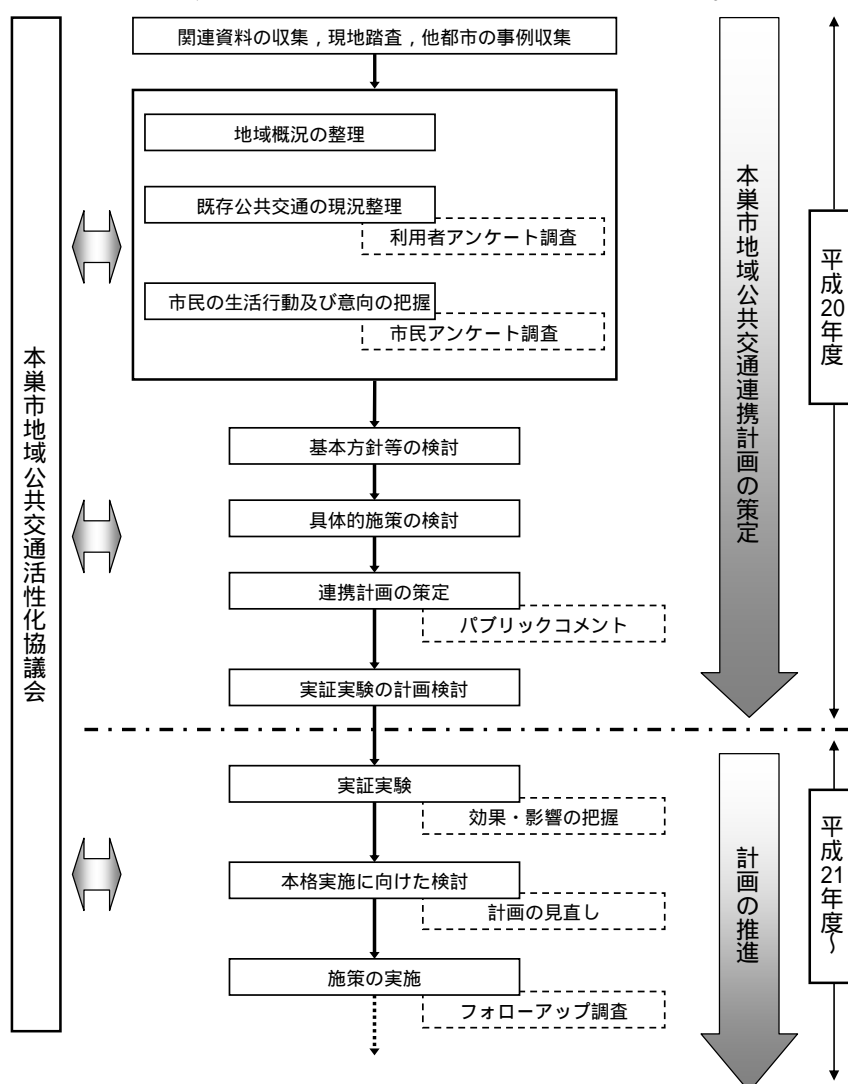 関連資料の収集，現地踏査，他都市の事例収集
地域概況の整理
既存公共交通の現況整理
利用者アンケート調査
市民の生活行動及び意向の把握
市民アンケート調査
基本方針等の検討
具体的施策の検討
連携計画の策定
パブリックコメント
実証実験の計画検討
実証実験
効果・影響の把握
本格実施に向けた検討
計画の見直し
施策の実施
フォローアップ調査
本巣市地域公共交通活性化協議会
本巣市地域公共交通連携計画の策定
計画の推進
平成20年度
平成21年度～